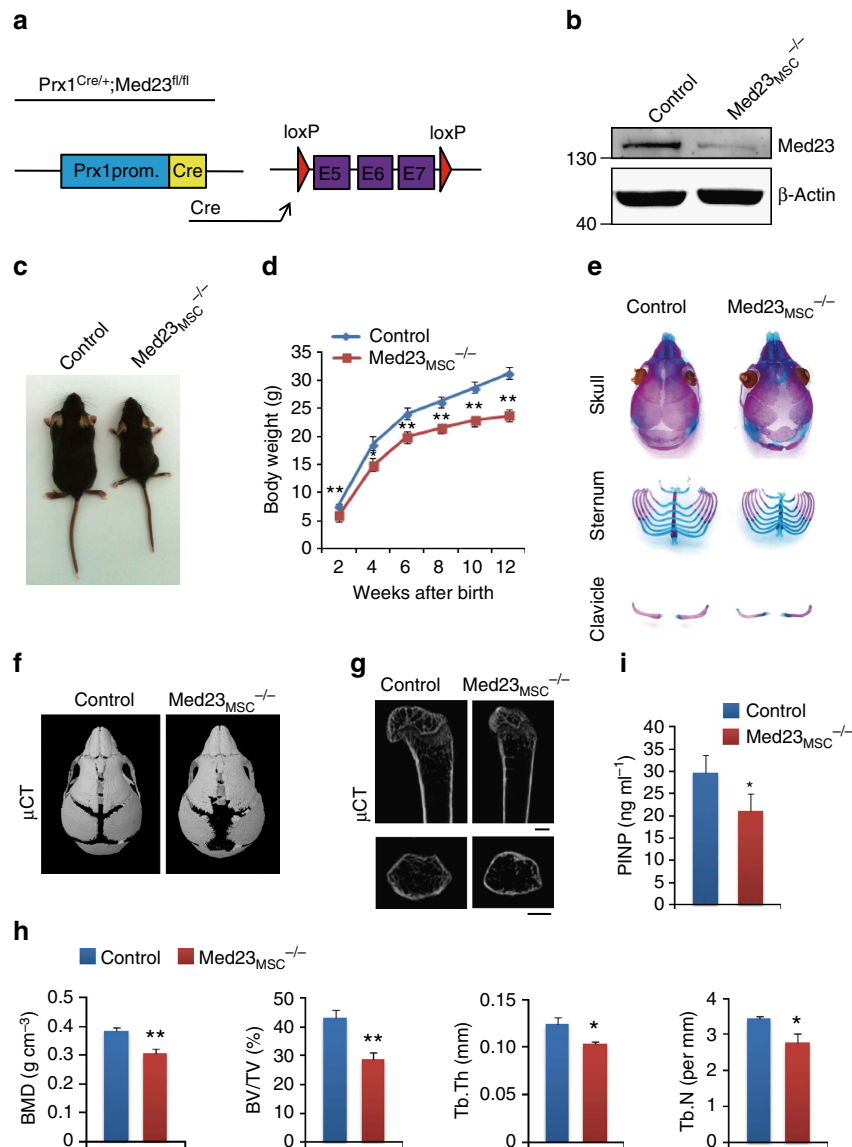 a
Prx1Cre/+;Med23fl/fl
loxP loxP
Prx1prom. Cre E5 E6 E7
Cre
b
Control Med23MSC−/−
130 Med23
β-Actin
40
c
Control Med23MSC−/−
d
Control
Med23MSC−/−
Body weight (g)
35
30
25
20
15
10
5
0
** * ** ** ** **
2 4 6 8 10 12
Weeks after birth
e
Control Med23MSC−/−
Skull
Sternum
Clavicle
f
Control Med23MSC−/−
μCT
g
Control Med23MSC−/−
μCT
i
Control
Med23MSC−/−
PINP (ng ml−1)
40
35
30
25
20
15
10
5
0
*
h
Control Med23MSC−/−
BMD (g cm−3)
0.5
0.4
0.3
0.2
0.1
0
**
BV/TV (%)
50
40
30
20
10
0
**
Tb.Th (mm)
0.15
0.10
0.05
0
*
Tb.N (per mm)
4
3
2
1
0
*